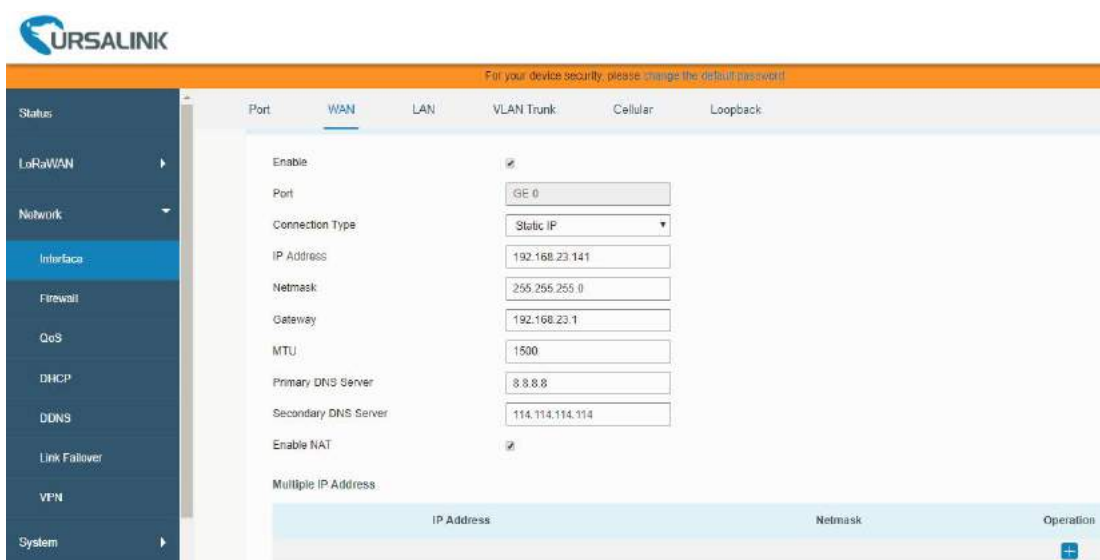 URSALINK
For your device security, please change the default password
Status
LoRaWAN
Network
Interface
Firewall
QoS
DHCP
DDNS
Link Failover
VPN
System
Port WAN LAN VLAN Trunk Cellular Loopback
Enable
Port GE 0
Connection Type Static IP
IP Address 192.168.23.141
Netmask 255.255.255.0
Gateway 192.168.23.1
MTU 1500
Primary DNS Server 8.8.8.8
Secondary DNS Server 114.114.114.114
Enable NAT
Multiple IP Address
IP Address Netmask Operation